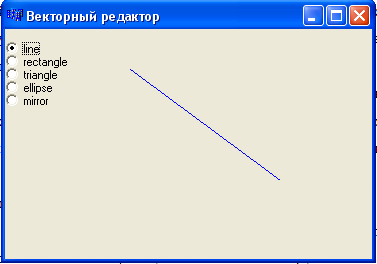 Векторный редактор
line
rectangle
triangle
ellipse
mirror